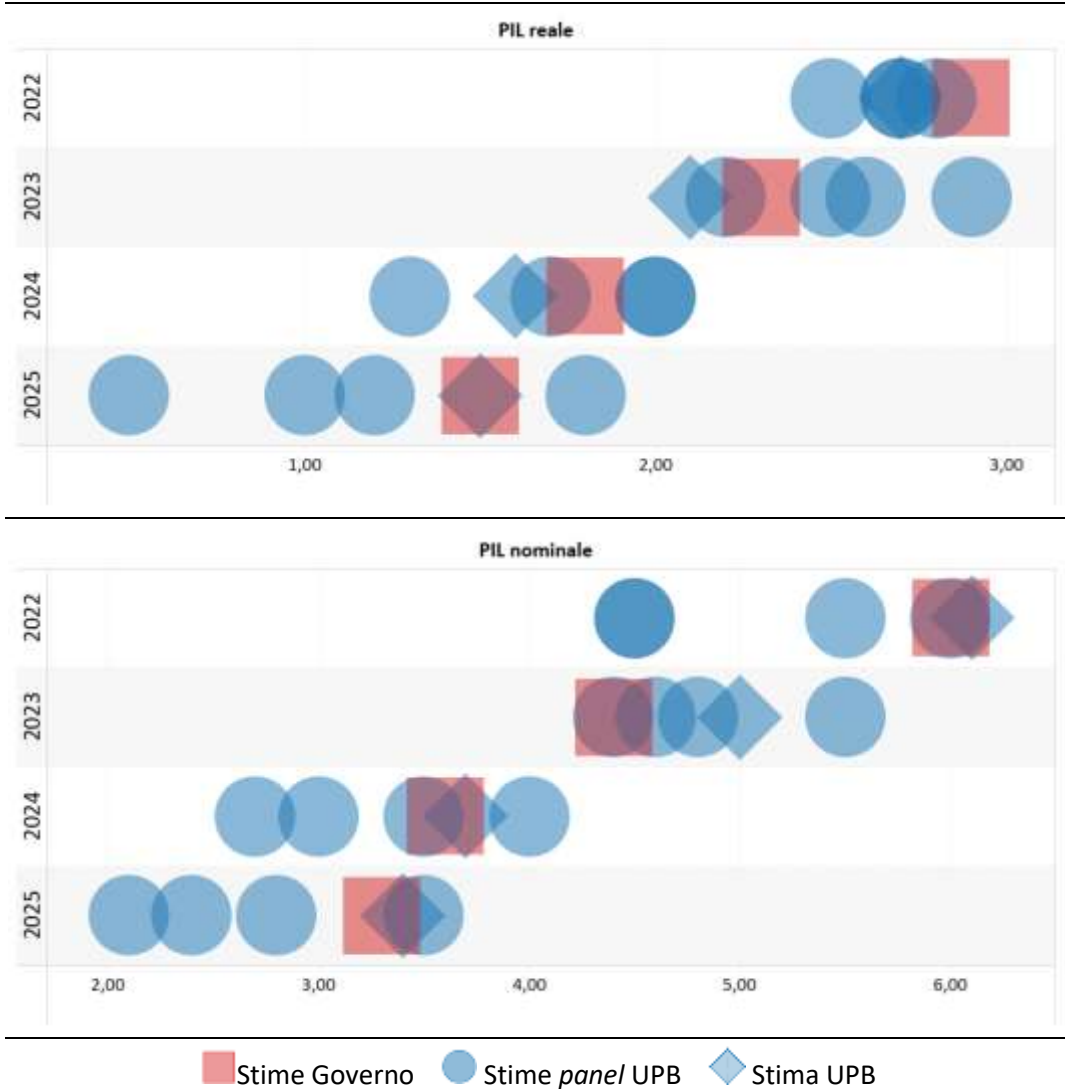 PIL reale
2022
2023
2024
2025
1,00 2,00 3,00
PIL nominale
2022
2023
2024
2025
2,00 3,00 4,00 5,00 6,00
Stime Governo Stime panel UPB Stima UPB